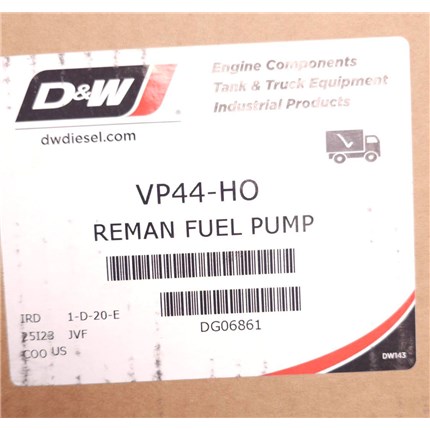 D&W
dwdiesel.com
Engine Components
Tank & Truck Equipment
Industrial Products
VP44-HO
REMAN FUEL PUMP
DG06861
IRD 1-D-20-E
25I23 JVF
COO US
DW143